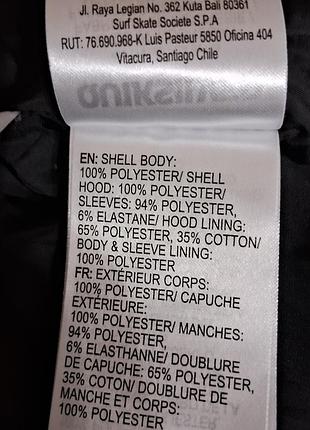 Jl. Raya Legian No. 362 Kuta Bali 80361
Surf Skate Societe S.P.A
RUT: 76.690.968-K Luis Pasteur 5850 Oficina 404
Vitacura, Santiago Chile
EN: SHELL BODY:
100% POLYESTER/ SHELL
HOOD: 100% POLYESTER/
SLEEVES: 94% POLYESTER,
6% ELASTANE/ HOOD LINING:
65% POLYESTER, 35% COTTON/
BODY & SLEEVE LINING:
100% POLYESTER
FR: EXTÉRIEUR CORPS:
100% POLYESTER/ CAPUCHE
EXTÉRIEURE:
100% POLYESTER/ MANCHES:
94% POLYESTER,
6% ELASTHANNE/ DOUBLURE
DE CAPUCHE: 65% POLYESTER,
35% COTON/ DOUBLURE DE
MANCHE ET CORPS:
100% POLYESTER